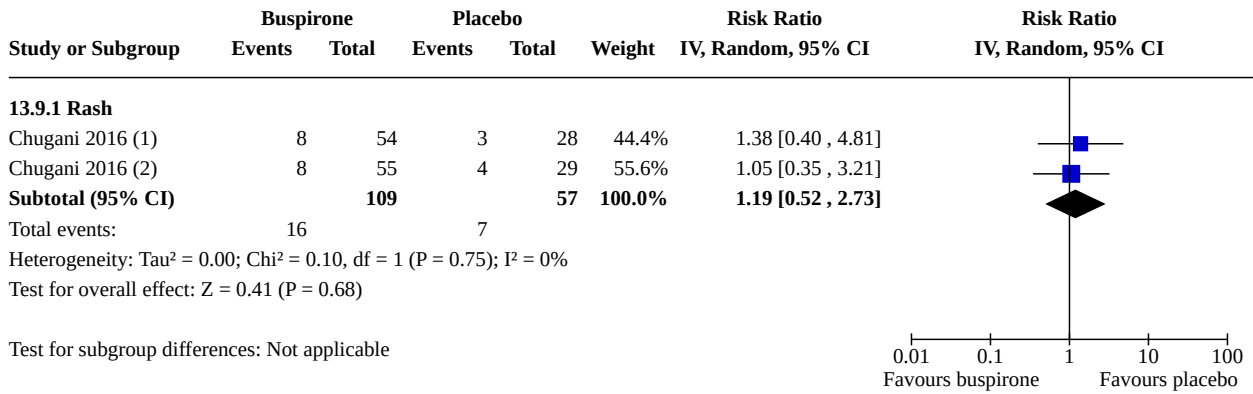 Buspirone Placebo Risk Ratio Risk Ratio
Study or Subgroup Events Total Events Total Weight IV, Random, 95% CI IV, Random, 95% CI
13.9.1 Rash
Chugani 2016 (1) 8 54 3 28 44.4% 1.38 [0.40 , 4.81]
Chugani 2016 (2) 8 55 4 29 55.6% 1.05 [0.35 , 3.21]
Subtotal (95% CI) 109 57 100.0% 1.19 [0.52 , 2.73]
Total events: 16 7
Heterogeneity: Tau² = 0.00; Chi² = 0.10, df = 1 (P = 0.75); I² = 0%
Test for overall effect: Z = 0.41 (P = 0.68)
Test for subgroup differences: Not applicable
0.01 0.1 1 10 100
Favours buspirone Favours placebo